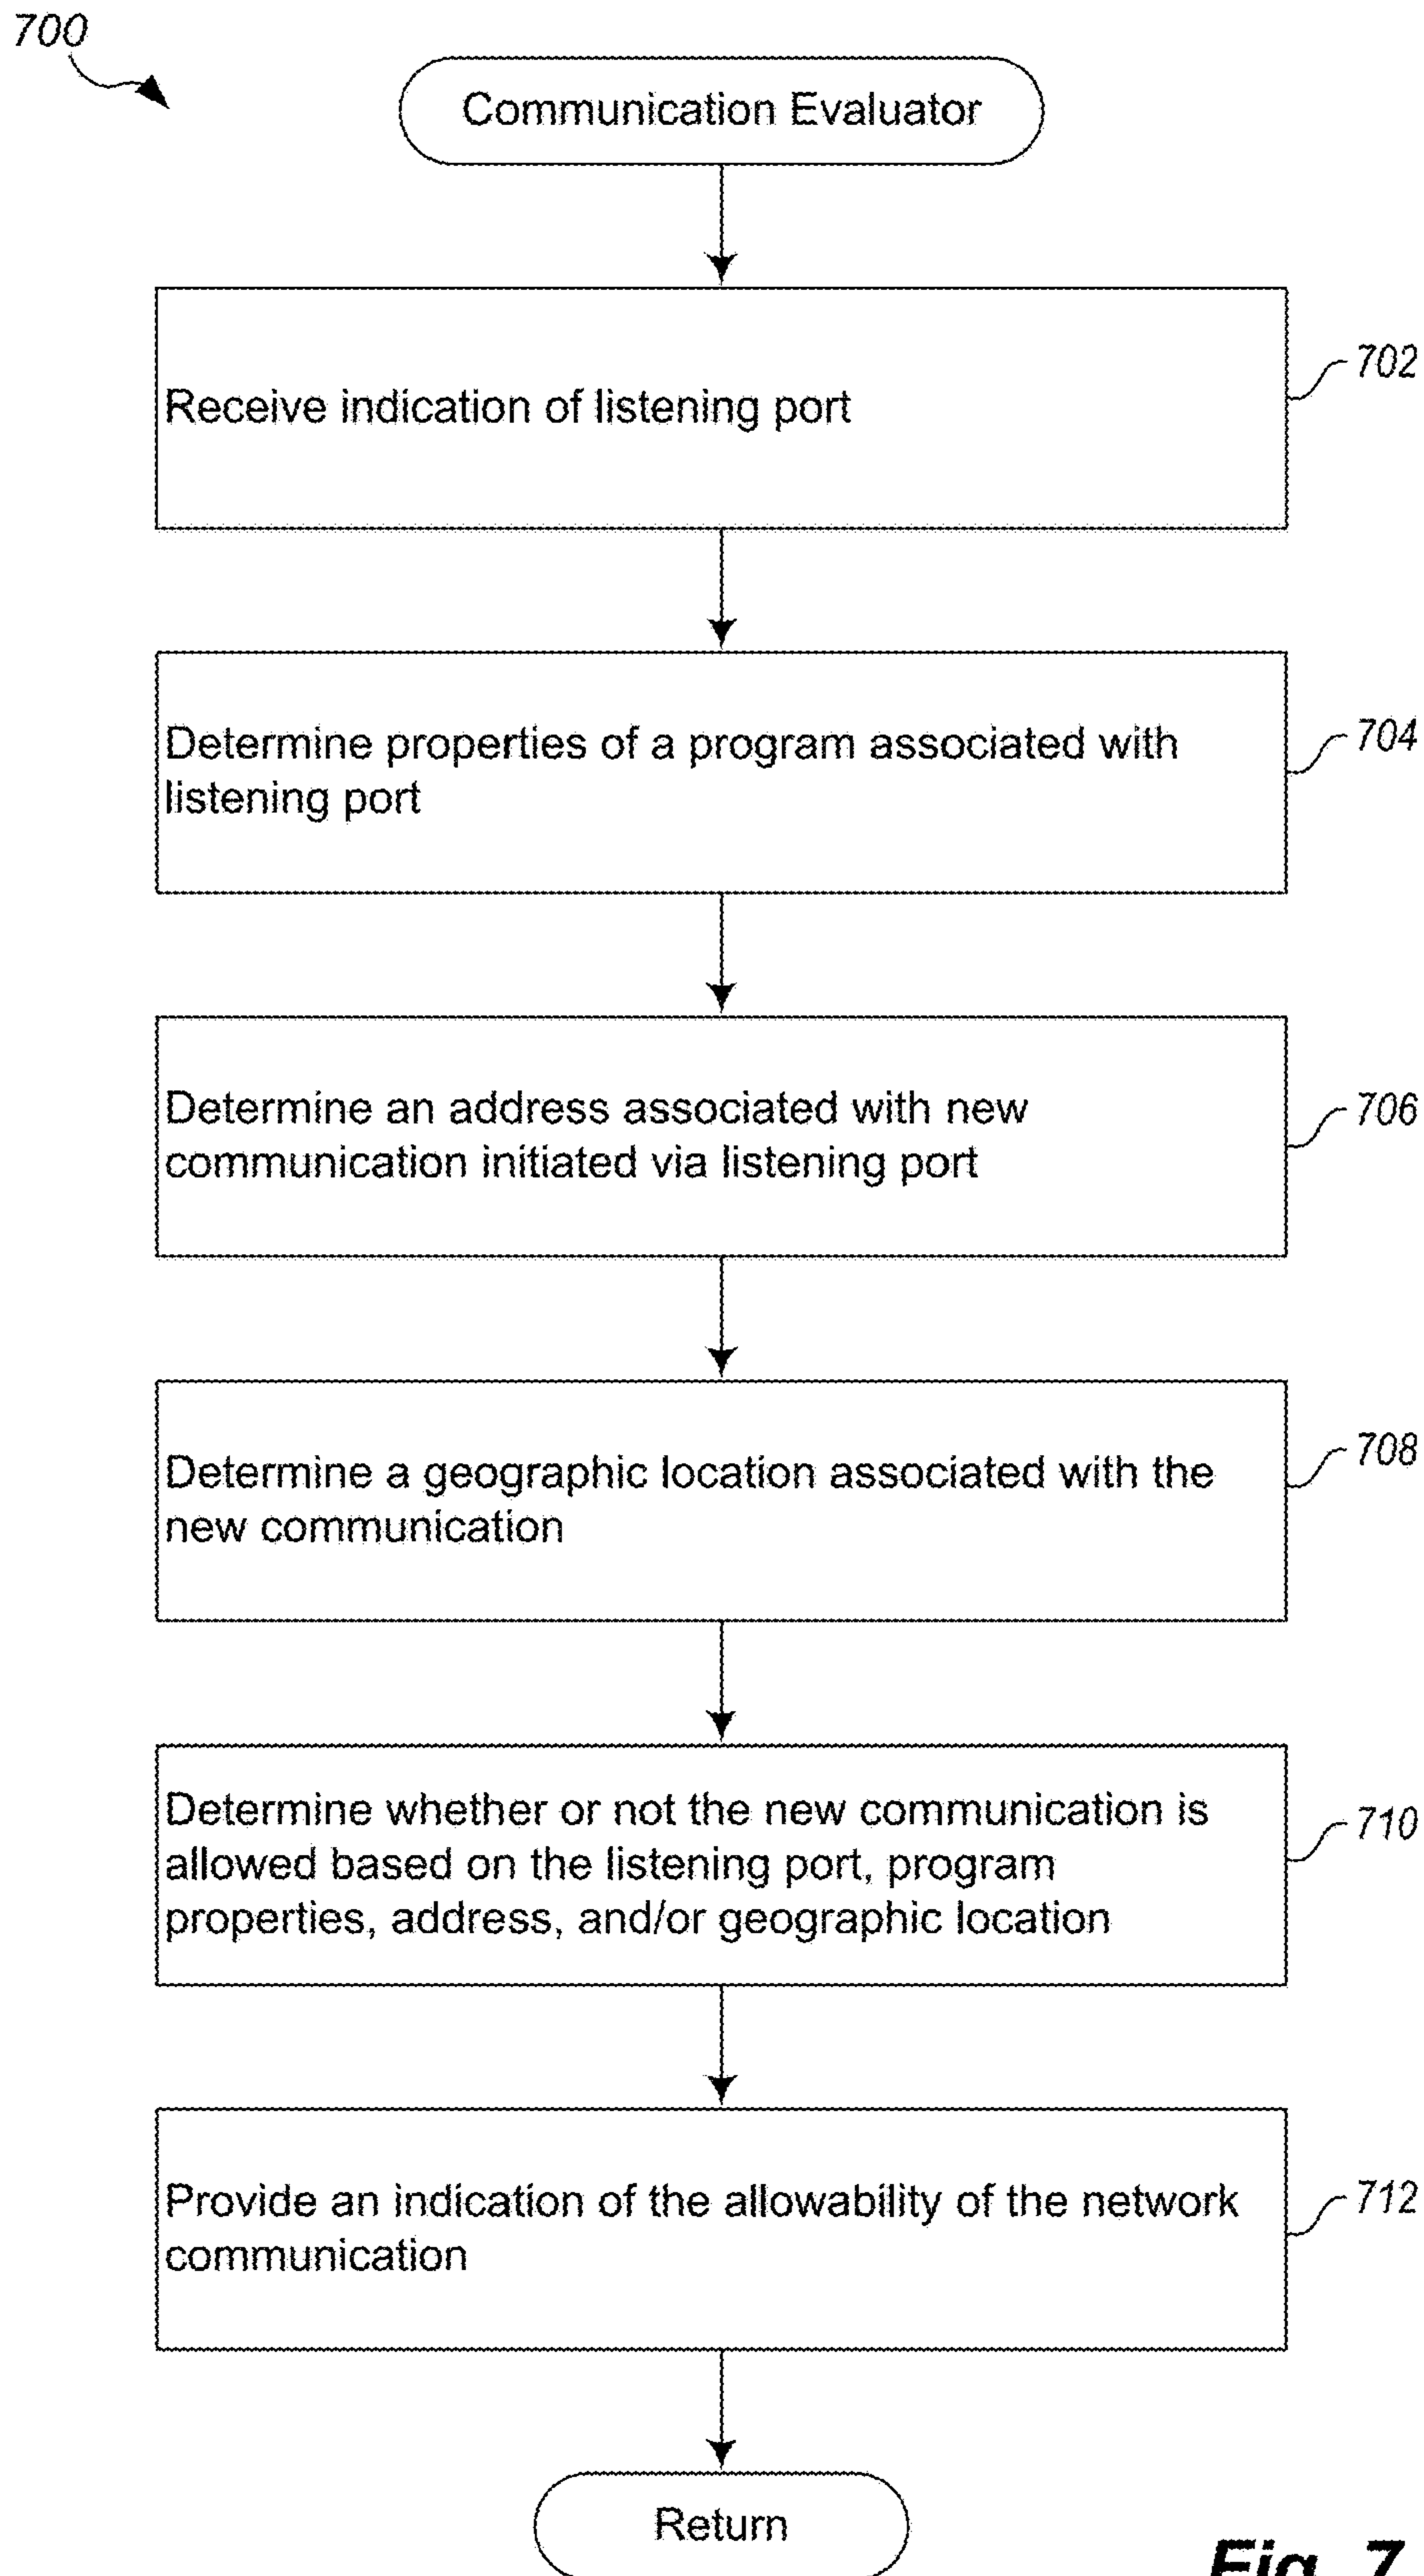 700
Communication Evaluator
Receive indication of listening port
702
Determine properties of a program associated with
listening port
704
Determine an address associated with new
communication initiated via listening port
706
Determine a geographic location associated with the
new communication
708
Determine whether or not the new communication is
allowed based on the listening port, program
properties, address, and/or geographic location
710
Provide an indication of the allowability of the network
communication
712
Return
Fig. 7